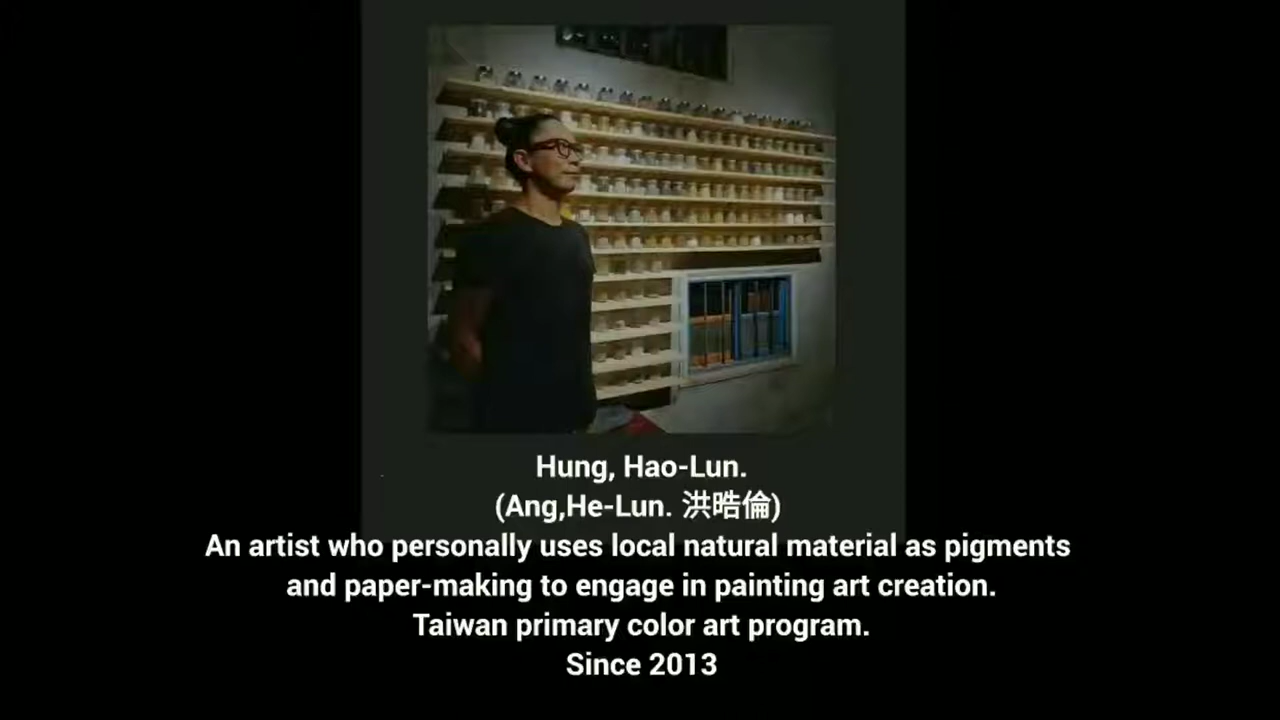 Hung, Hao-Lun.
(Ang,He-Lun. 洪晧倫)
An artist who personally uses local natural material as pigments
and paper-making to engage in painting art creation.
Taiwan primary color art program.
Since 2013